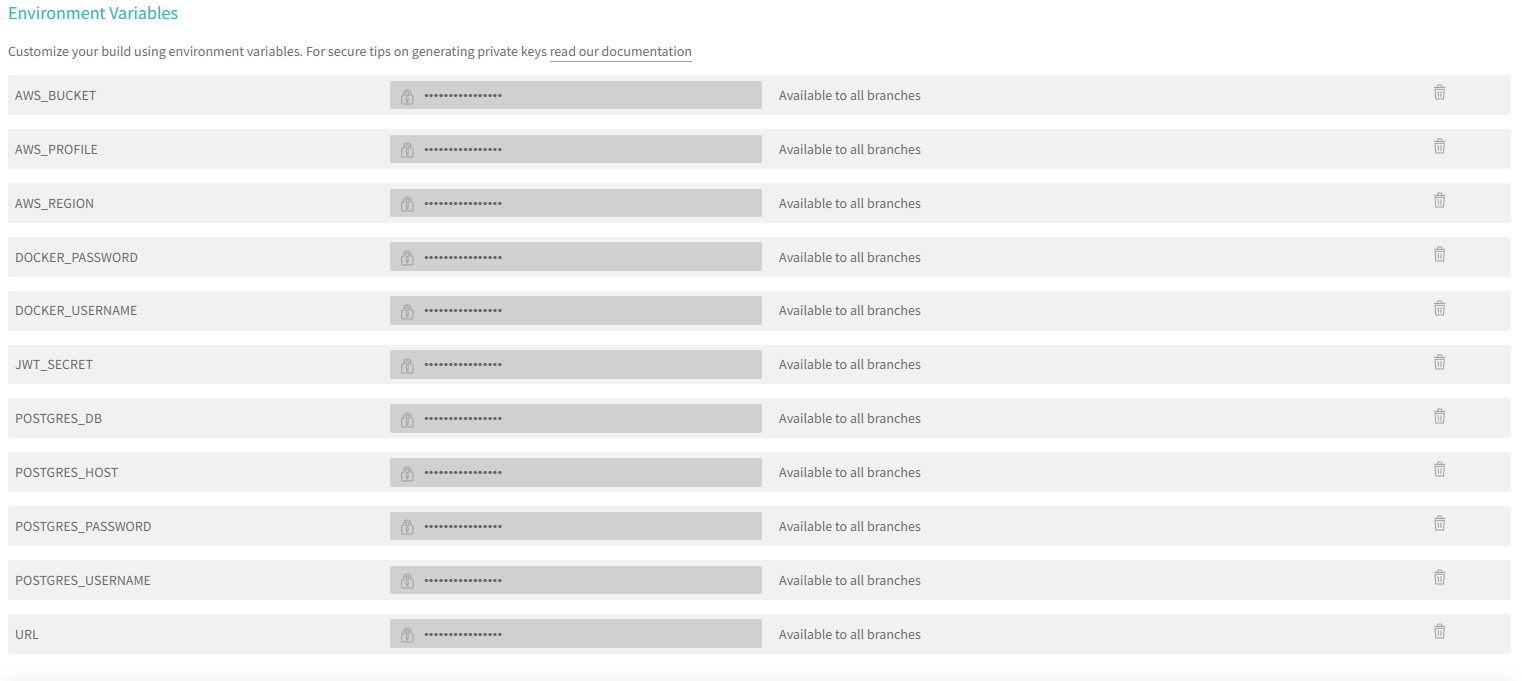 Environment Variables
Customize your build using environment variables. For secure tips on generating private keys read our documentation
AWS_BUCKET •••••••••••••••• Available to all branches
AWS_PROFILE •••••••••••••••• Available to all branches
AWS_REGION •••••••••••••••• Available to all branches
DOCKER_PASSWORD •••••••••••••••• Available to all branches
DOCKER_USERNAME •••••••••••••••• Available to all branches
JWT_SECRET •••••••••••••••• Available to all branches
POSTGRES_DB •••••••••••••••• Available to all branches
POSTGRES_HOST •••••••••••••••• Available to all branches
POSTGRES_PASSWORD •••••••••••••••• Available to all branches
POSTGRES_USERNAME •••••••••••••••• Available to all branches
URL •••••••••••••••• Available to all branches